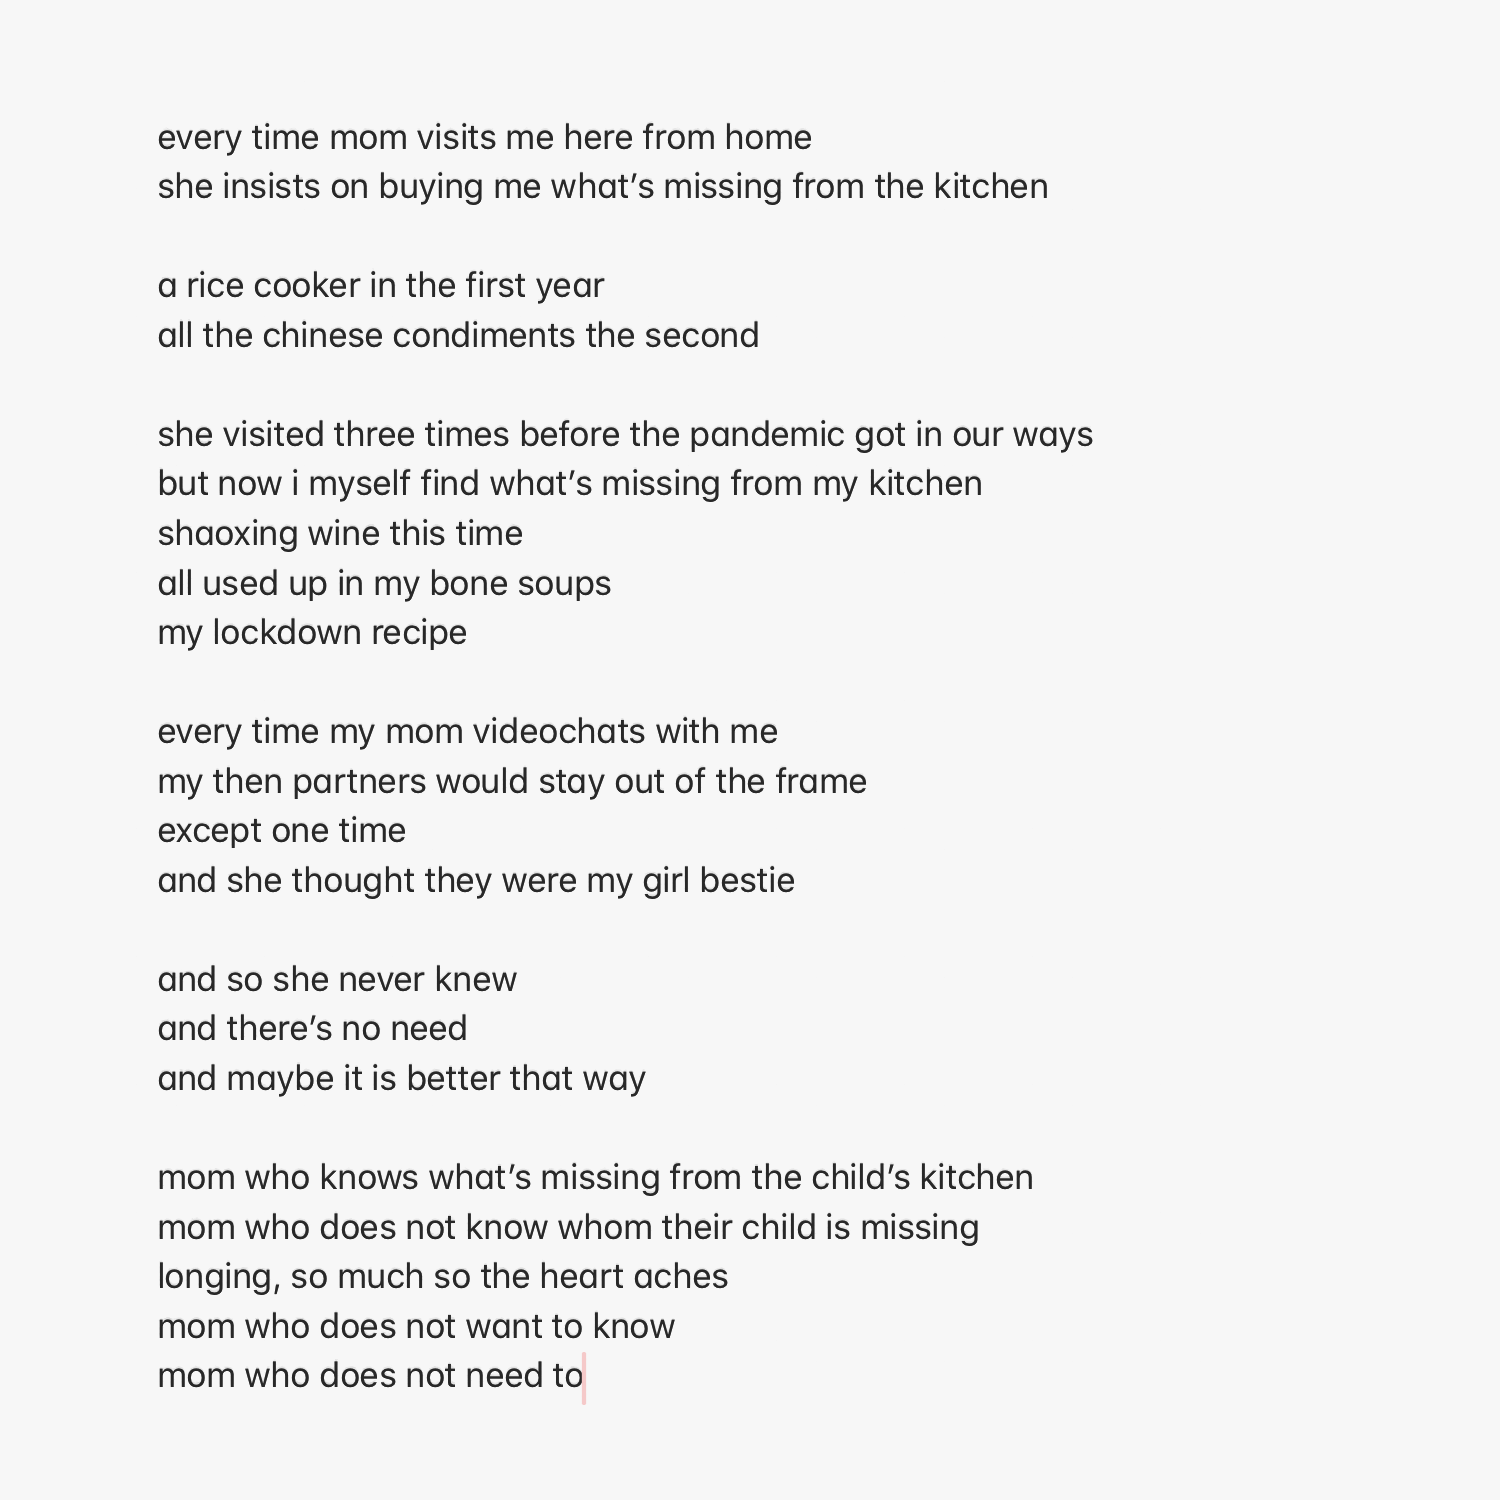 every time mom visits me here from home
she insists on buying me what’s missing from the kitchen

a rice cooker in the first year
all the chinese condiments the second

she visited three times before the pandemic got in our ways
but now i myself find what’s missing from my kitchen
shaoxing wine this time
all used up in my bone soups
my lockdown recipe

every time my mom videochats with me
my then partners would stay out of the frame
except one time
and she thought they were my girl bestie

and so she never knew
and there’s no need
and maybe it is better that way

mom who knows what’s missing from the child’s kitchen
mom who does not know whom their child is missing
longing, so much so the heart aches
mom who does not want to know
mom who does not need to